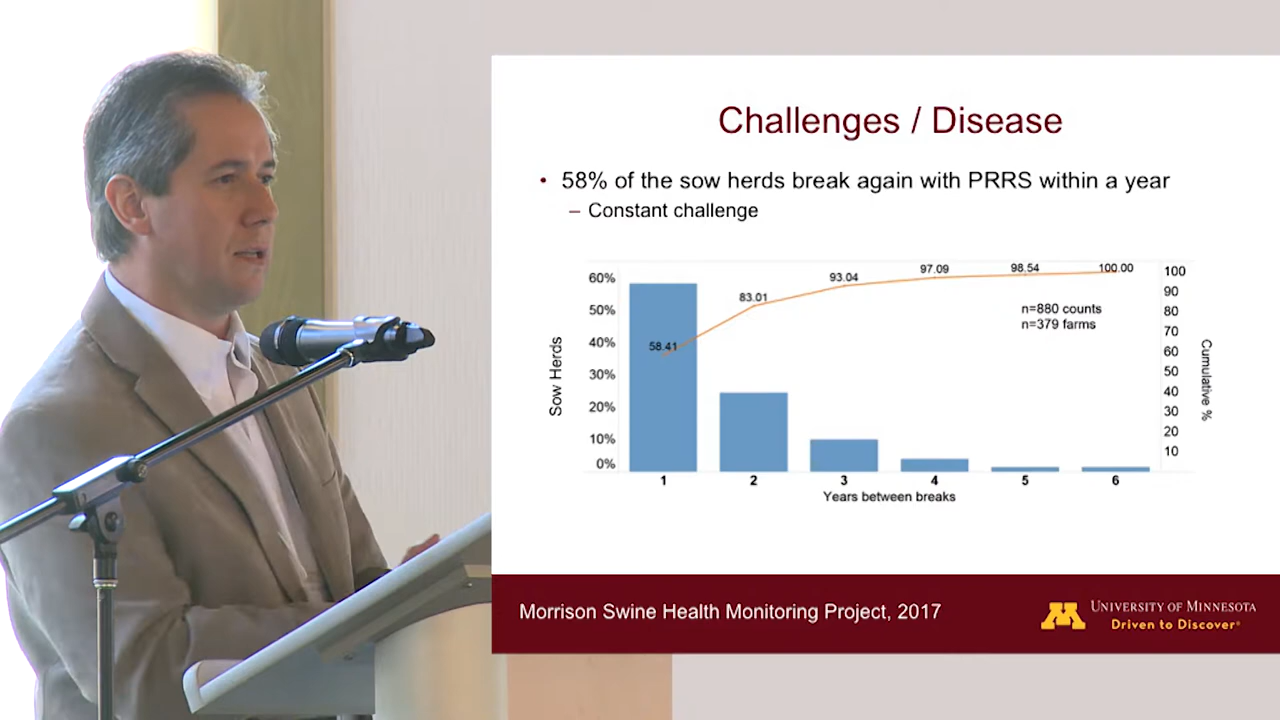 Challenges / Disease
• 58% of the sow herds break again with PRRS within a year
– Constant challenge
60%
50%
40%
30%
20%
10%
0%
Sow Herds
58.41
83.01
93.04
97.09
98.54
100.00
n=880 counts
n=379 farms
100
90
80
70
60
50
40
30
20
10
Cumulative %
1 2 3 4 5 6
Years between breaks
Morrison Swine Health Monitoring Project, 2017
M
UNIVERSITY OF MINNESOTA
Driven to Discover®